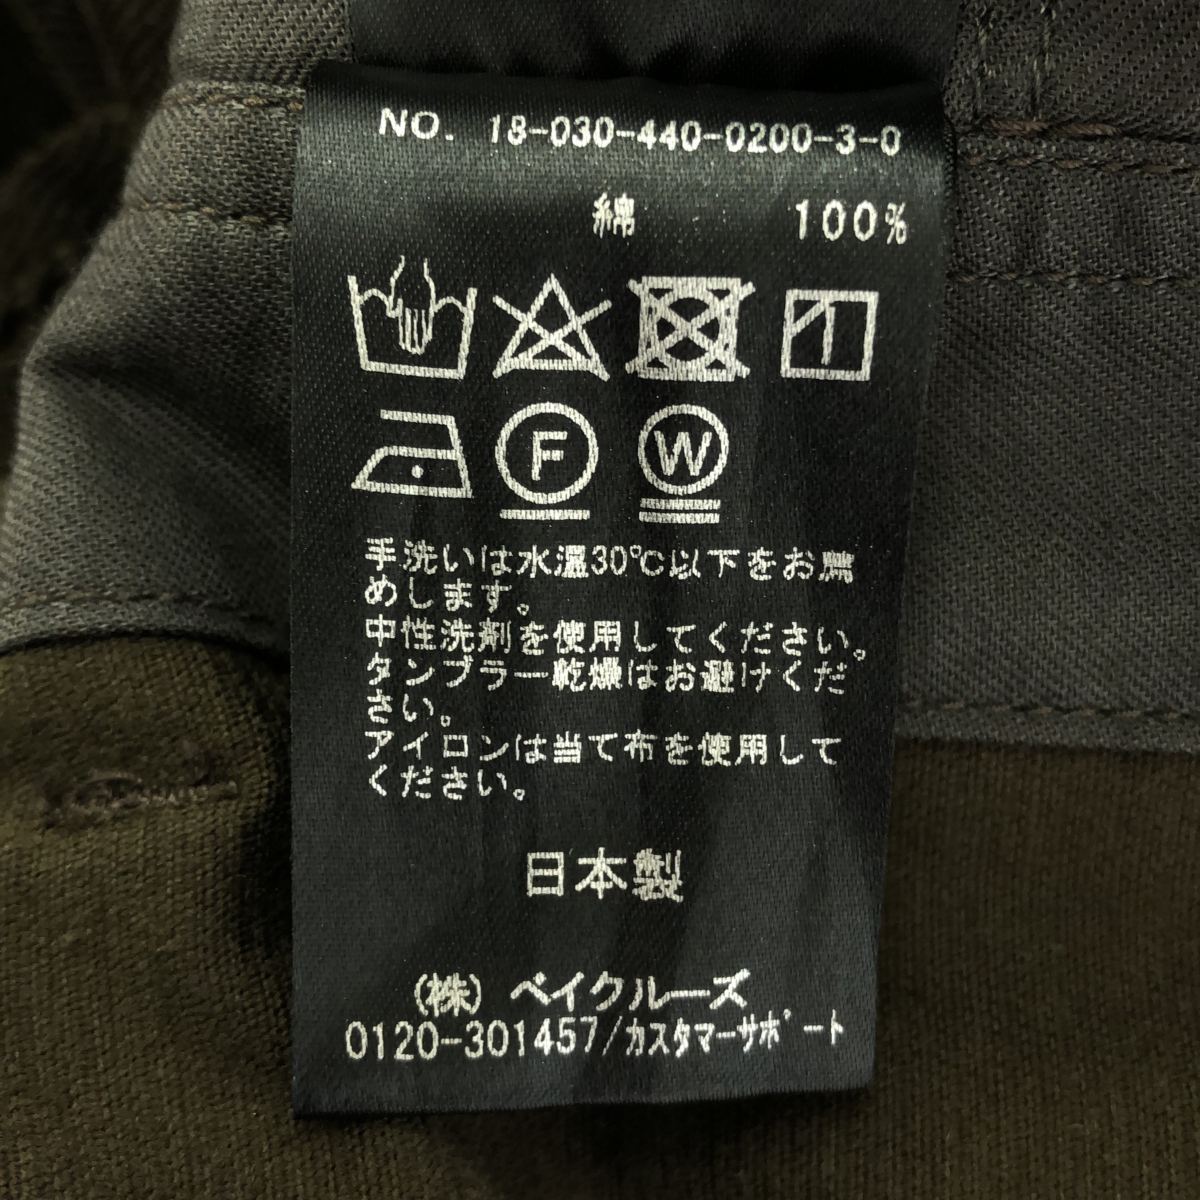 NO. 18-030-440-0200-3-0
綿 100%
F
W
手洗いは水温30℃以下をお薦
めします。
中性洗剤を使用してください。
タンブラー乾燥はお避けくだ
さい。
アイロンは当て布を使用して
ください。
日本製
(株) ベイクルーズ
0120-301457/カスタマーサポート